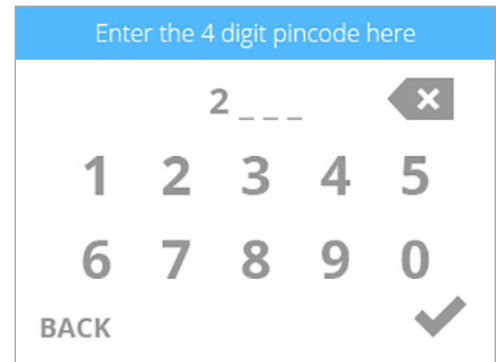 Enter the 4 digit pincode here
2 _ _ _
1 2 3 4 5
6 7 8 9 0
BACK